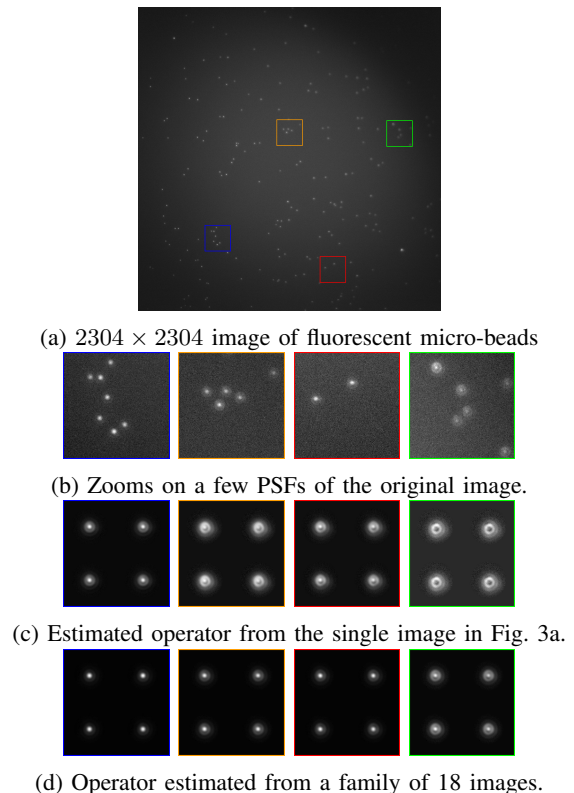 (a) 2304 × 2304 image of fluorescent micro-beads
(b) Zooms on a few PSFs of the original image.
(c) Estimated operator from the single image in Fig. 3a.
(d) Operator estimated from a family of 18 images.